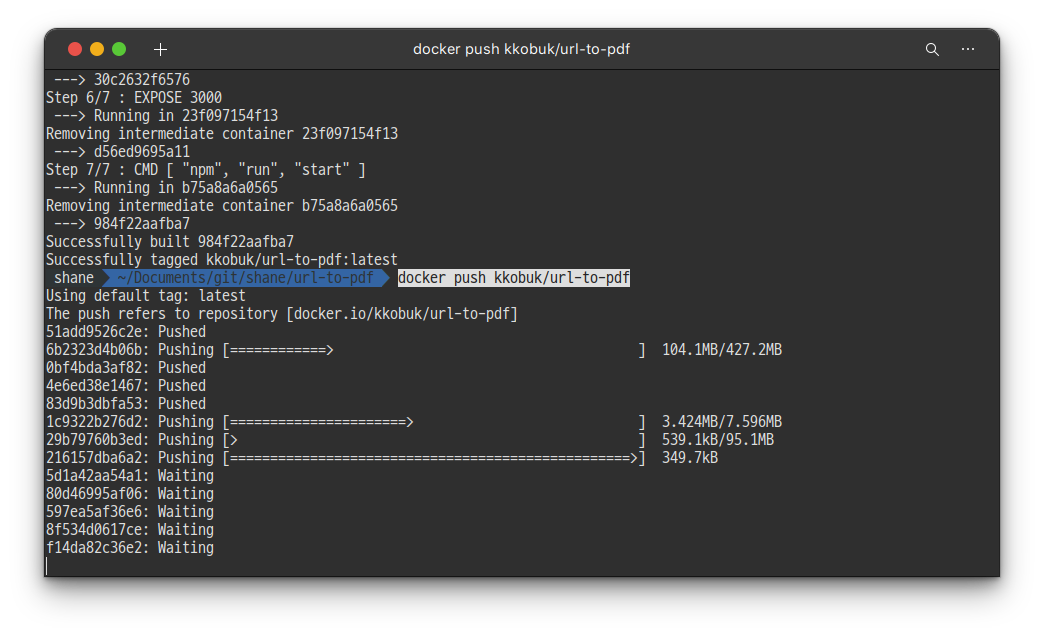 docker push kkobuk/url-to-pdf
---> 30c2632f6576
Step 6/7 : EXPOSE 3000
---> Running in 23f097154f13
Removing intermediate container 23f097154f13
---> d56ed9695a11
Step 7/7 : CMD [ "npm", "run", "start" ]
---> Running in b75a8a6a0565
Removing intermediate container b75a8a6a0565
---> 984f22aafba7
Successfully built 984f22aafba7
Successfully tagged kkobuk/url-to-pdf:latest
shane ~/Documents/git/shane/url-to-pdf docker push kkobuk/url-to-pdf
Using default tag: latest
The push refers to repository [docker.io/kkobuk/url-to-pdf]
51add9526c2e: Pushed
6b2323d4b06b: Pushing [============>                                      ]  104.1MB/427.2MB
0bf4bda3af82: Pushed
4e6ed38e1467: Pushed
83d9b3dbfa53: Pushed
1c9322b276d2: Pushing [======================>                            ]  3.424MB/7.596MB
29b79760b3ed: Pushing [>                                                  ]  539.1kB/95.1MB
216157dba6a2: Pushing [==================================================>]  349.7kB
5d1a42aa54a1: Waiting
80d46995af06: Waiting
597ea5af36e6: Waiting
8f534d0617ce: Waiting
f14da82c36e2: Waiting